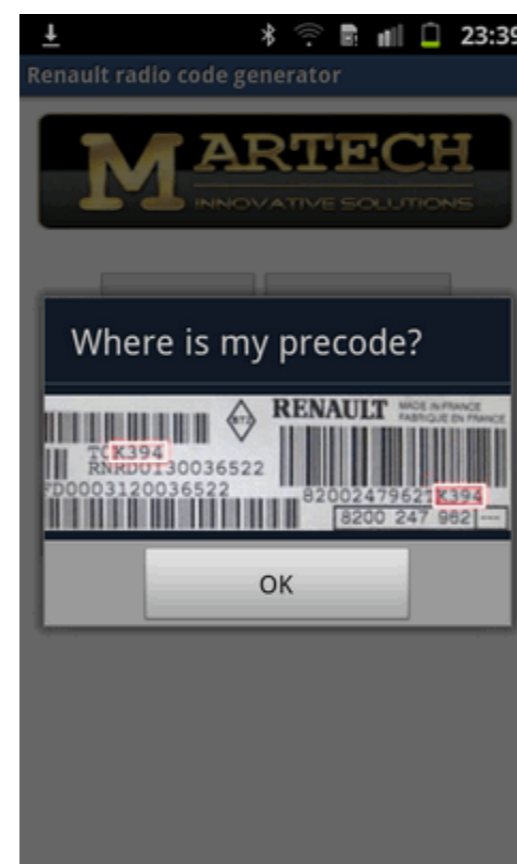 23:39
Renault radio code generator
MARTECH
INNOVATIVE SOLUTIONS
Where is my precode?
RENAULT
MADE IN FRANCE
FABRIQUE EN FRANCE
TCK394
RNRD0130036522
FD0003120036522
8200247962TK394
8200 247 962 ---
OK